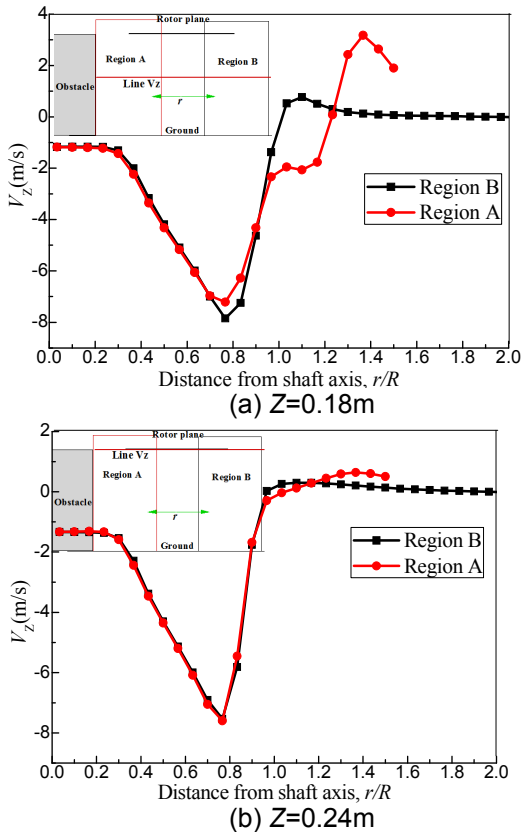 4
2
0
-2
-4
-6
-8
V_Z(m/s)
Rotor plane
Region A
Region B
Obstacle
Line Vz
r
Ground
Region B
Region A
0.0 0.2 0.4 0.6 0.8 1.0 1.2 1.4 1.6 1.8 2.0
Distance from shaft axis, r/R
(a) Z=0.18m
2
0
-2
-4
-6
-8
V_Z(m/s)
Rotor plane
Line Vz
Region A
Region B
Obstacle
r
Ground
Region B
Region A
0.0 0.2 0.4 0.6 0.8 1.0 1.2 1.4 1.6 1.8 2.0
Distance from shaft axis, r/R
(b) Z=0.24m